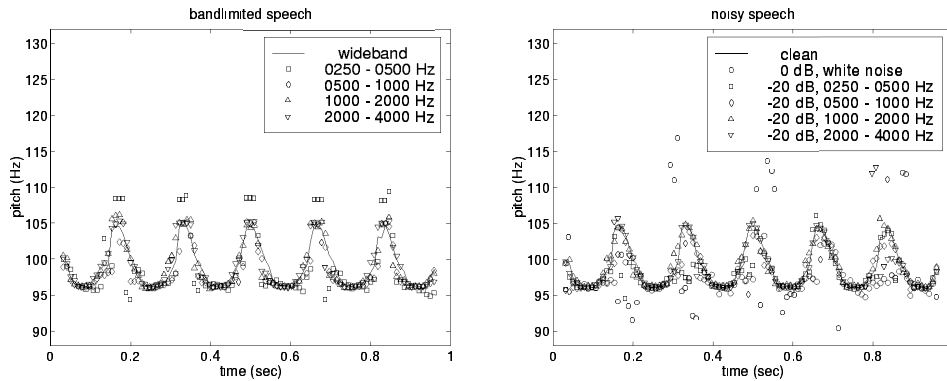 bandlimited speech
130
125
120
115
110
105
100
95
90
pitch (Hz)
wideband
0250 - 0500 Hz
0500 - 1000 Hz
1000 - 2000 Hz
2000 - 4000 Hz
0 0.2 0.4 0.6 0.8 1
time (sec)
noisy speech
130
125
120
115
110
105
100
95
90
pitch (Hz)
clean
0 dB, white noise
-20 dB, 0250 - 0500 Hz
-20 dB, 0500 - 1000 Hz
-20 dB, 1000 - 2000 Hz
-20 dB, 2000 - 4000 Hz
0 0.2 0.4 0.6 0.8
time (sec)